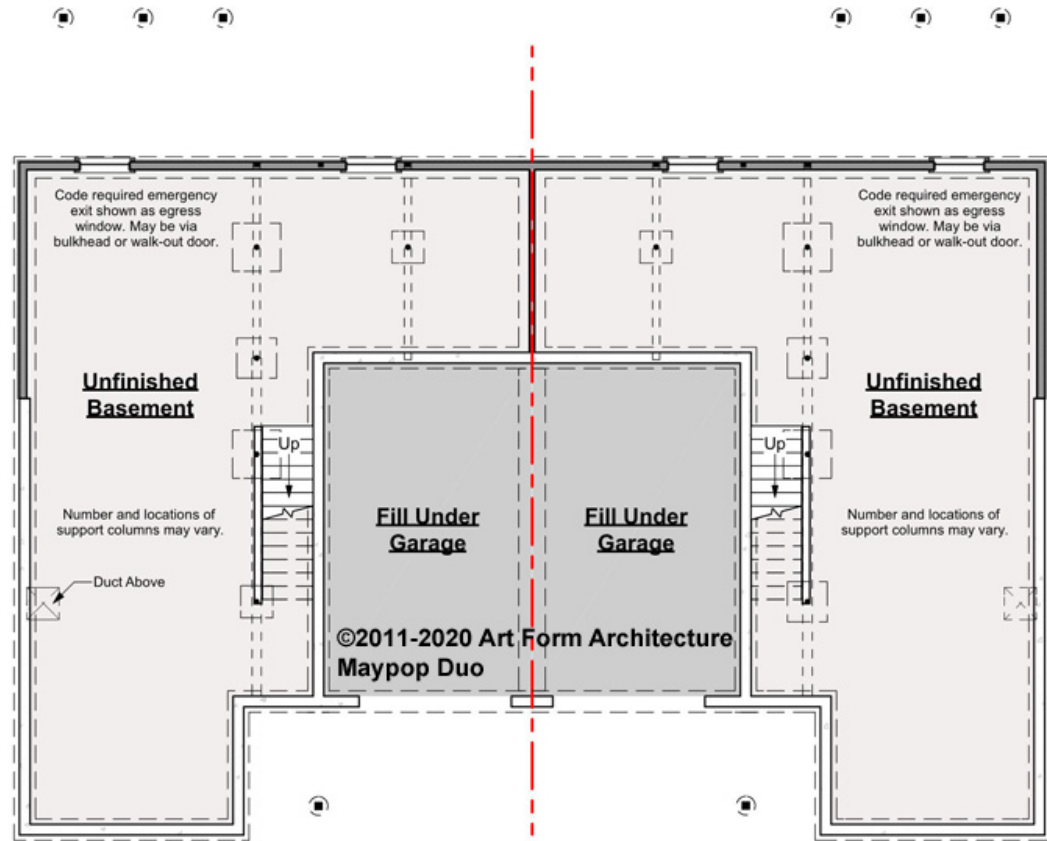 Code required emergency
exit shown as egress
window. May be via
bulkhead or walk-out door.
Code required emergency
exit shown as egress
window. May be via
bulkhead or walk-out door.
Unfinished
Basement
Unfinished
Basement
Up
Up
Number and locations of
support columns may vary.
Fill Under
Garage
Fill Under
Garage
Number and locations of
support columns may vary.
Duct Above
©2011-2020 Art Form Architecture
Maypop Duo